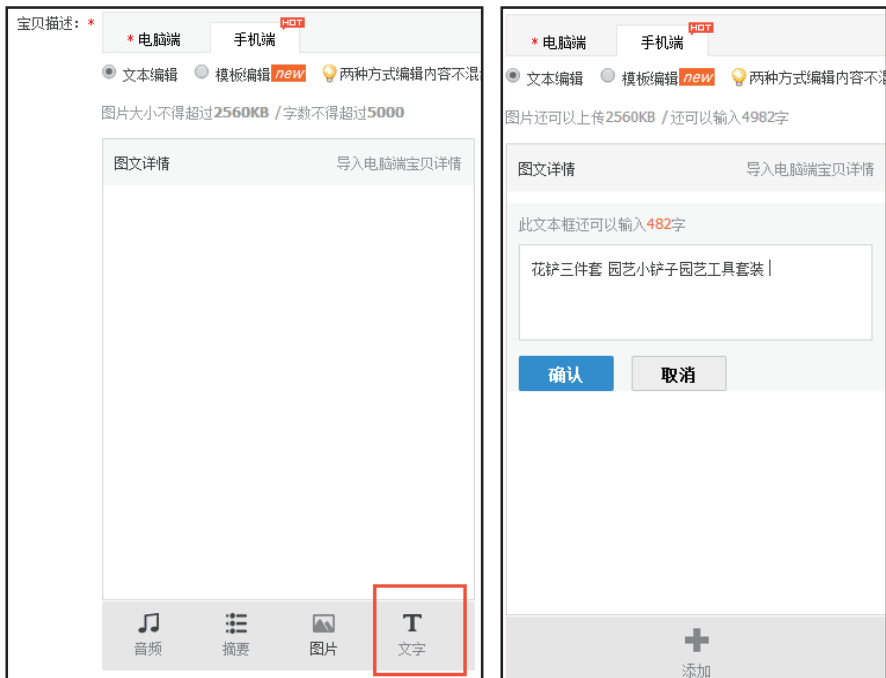 宝贝描述: *
* 电脑端 手机端 HOT
文本编辑 模板编辑 new 两种方式编辑内容不混
图片大小不得超过2560KB /字数不得超过5000
图文详情 导入电脑端宝贝详情
音频 摘要 图片 T 文字
* 电脑端 手机端 HOT
文本编辑 模板编辑 new 两种方式编辑内容不混
图片还可以上传2560KB /还可以输入4982字
图文详情 导入电脑端宝贝详情
此文本框还可以输入482字
花铲三件套 园艺小铲子园艺工具套装
确认 取消
添加